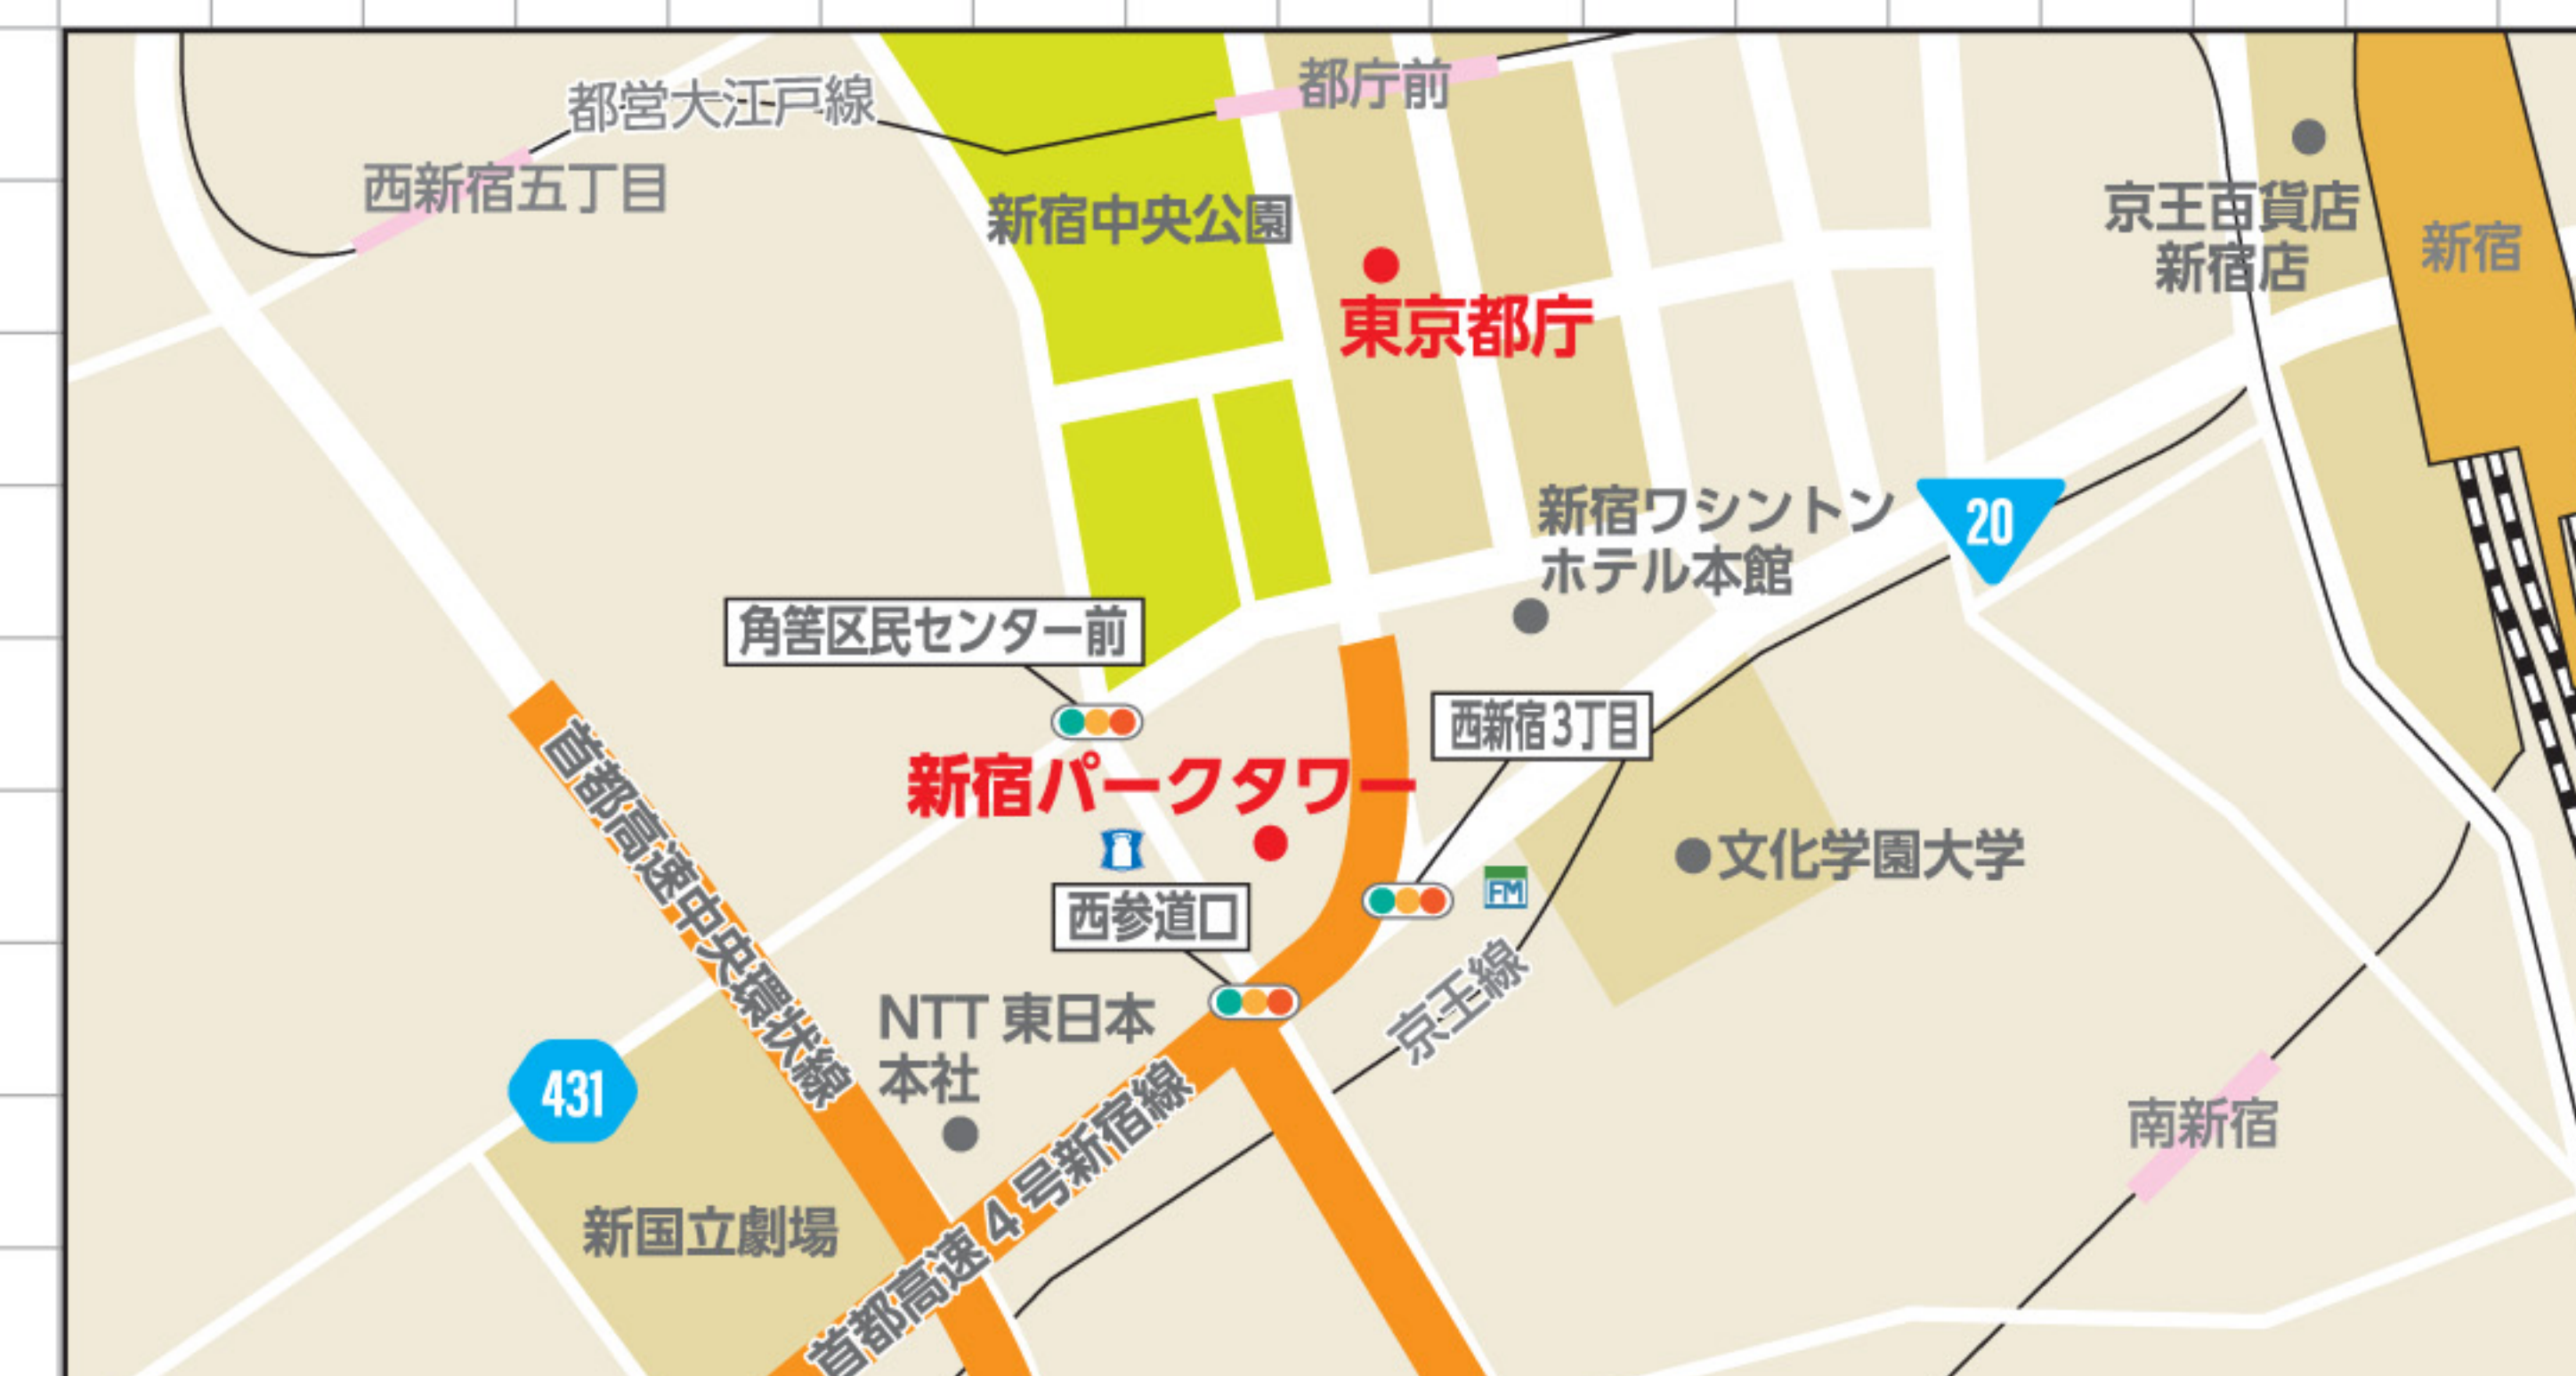 都営大江戸線
都庁前
西新宿五丁目
新宿中央公園
京王百貨店
新宿店
新宿
東京都庁
新宿ワシントン
ホテル本館
20
角筈区民センター前
西新宿3丁目
新宿パークタワー
首都高速中央環状線
文化学園大学
FM
西参道口
京王線
NTT 東日本
本社
431
首都高速4号新宿線
南新宿
新国立劇場